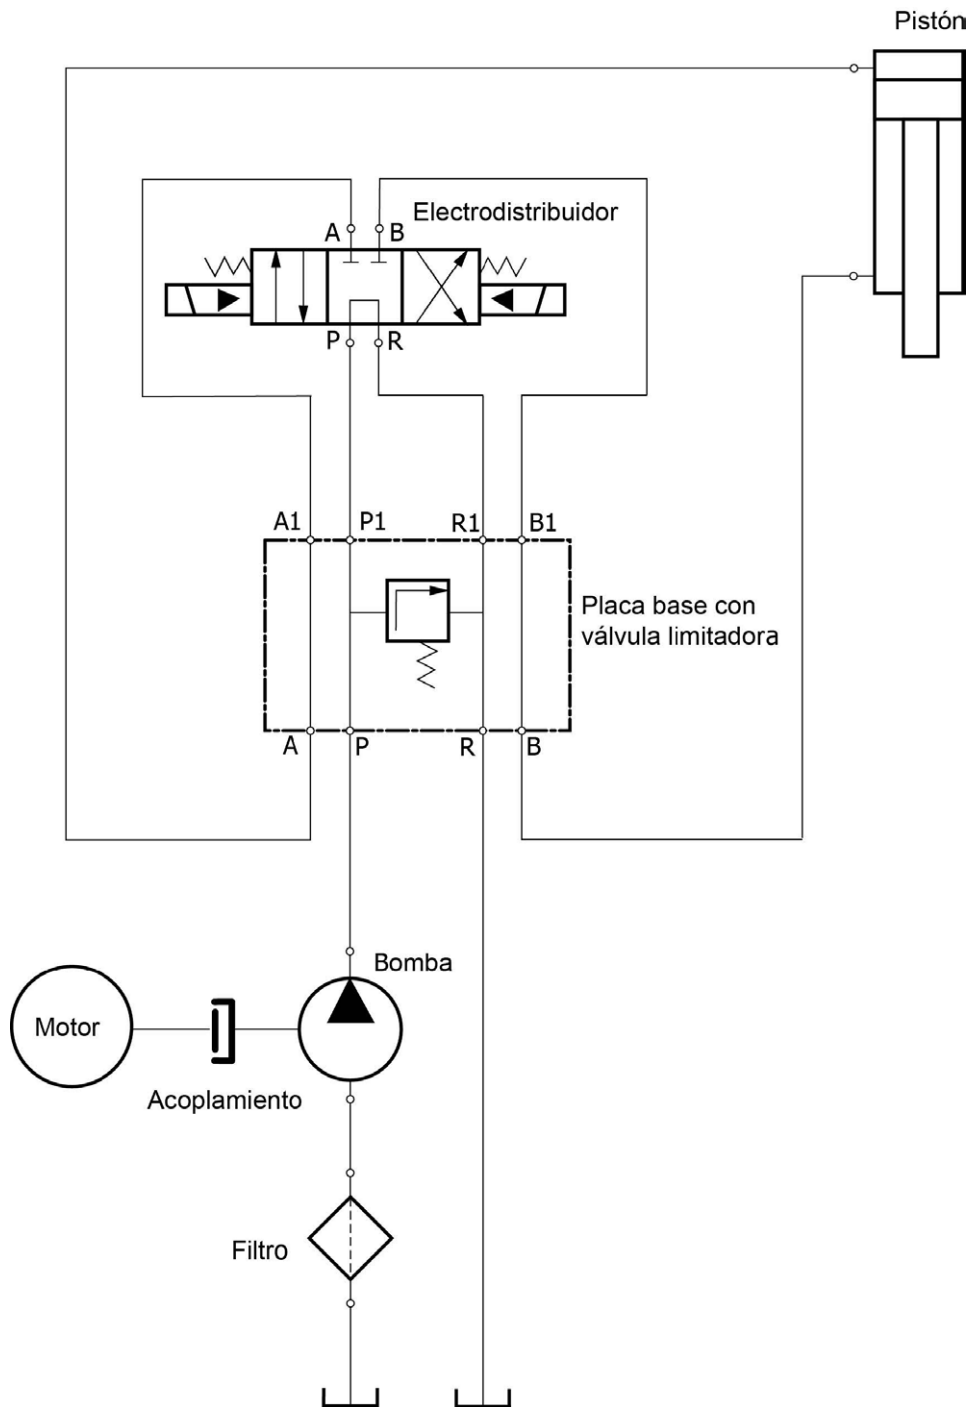 Pistón
Electrodistribuidor
A B
P R
A1 P1 R1 B1
Placa base con
válvula limitadora
A P R B
Bomba
Motor
Acoplamiento
Filtro